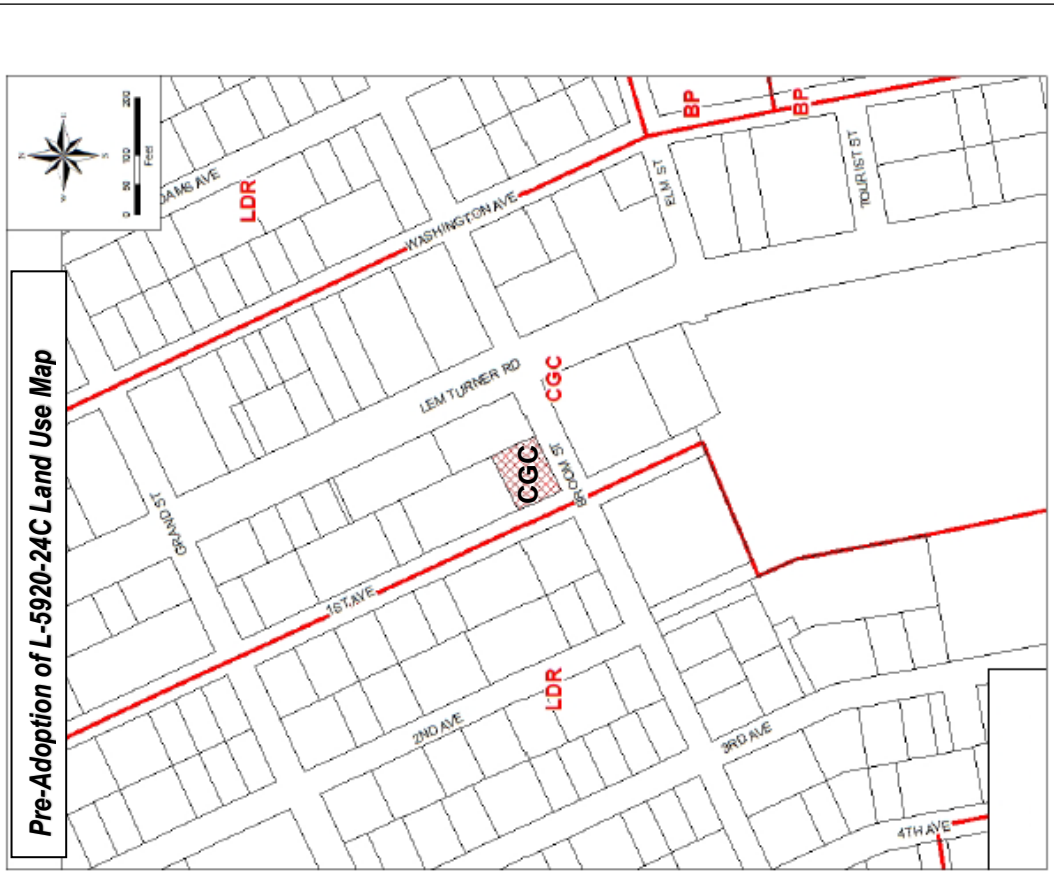 Pre-Adoption of L-5920-24C Land Use Map
N
W
E
S
0
50
100
200
Feet
DAMS AVE
LDR
WASHINGTON AVE
BP
BP
ELM ST
TOURIST ST
LEM TURNER RD
CGC
CGC
BROOM ST
GRAND ST
1ST AVE
LDR
2ND AVE
3RD AVE
4TH AVE